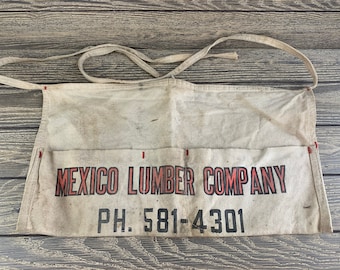 MEXICO LUMBER COMPANY
PH. 581-4301